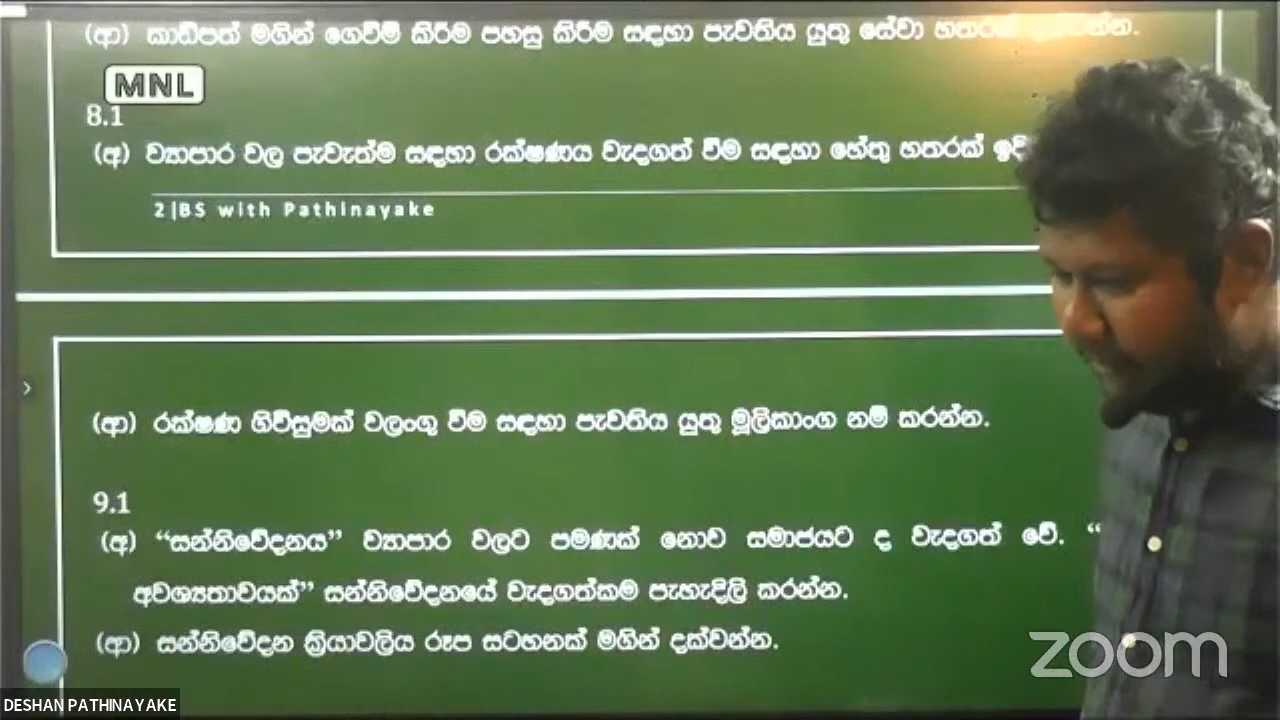 (ආ) කාඩ්පත් මගින් ගෙවීම් කිරීම පහසු කිරීම සඳහා පැවතිය යුතු සේවා
MNL
8.1
(අ) ව්‍යාපාර වල පැවැත්ම සඳහා රක්ෂණය වැදගත් වීම සඳහා හේතු හතරක්
2|BS with Pathinayake
(ආ) රක්ෂණ ගිවිසුමක් වලංගු වීම සඳහා පැවතිය යුතු මූලිකාංග නම් කරන්න.
9.1
(අ) “සන්නිවේදනය” ව්‍යාපාර වලට පමණක් නොව සමාජයට ද වැදගත් වේ. “
අවශ්‍යතාවයක්” සන්නිවේදනයේ වැදගත්කම පැහැදිලි කරන්න.
(ආ) සන්නිවේදන ක්‍රියාවලිය රූප සටහනක් මගින් දක්වන්න.
zoom
DESHAN PATHINAYAKE